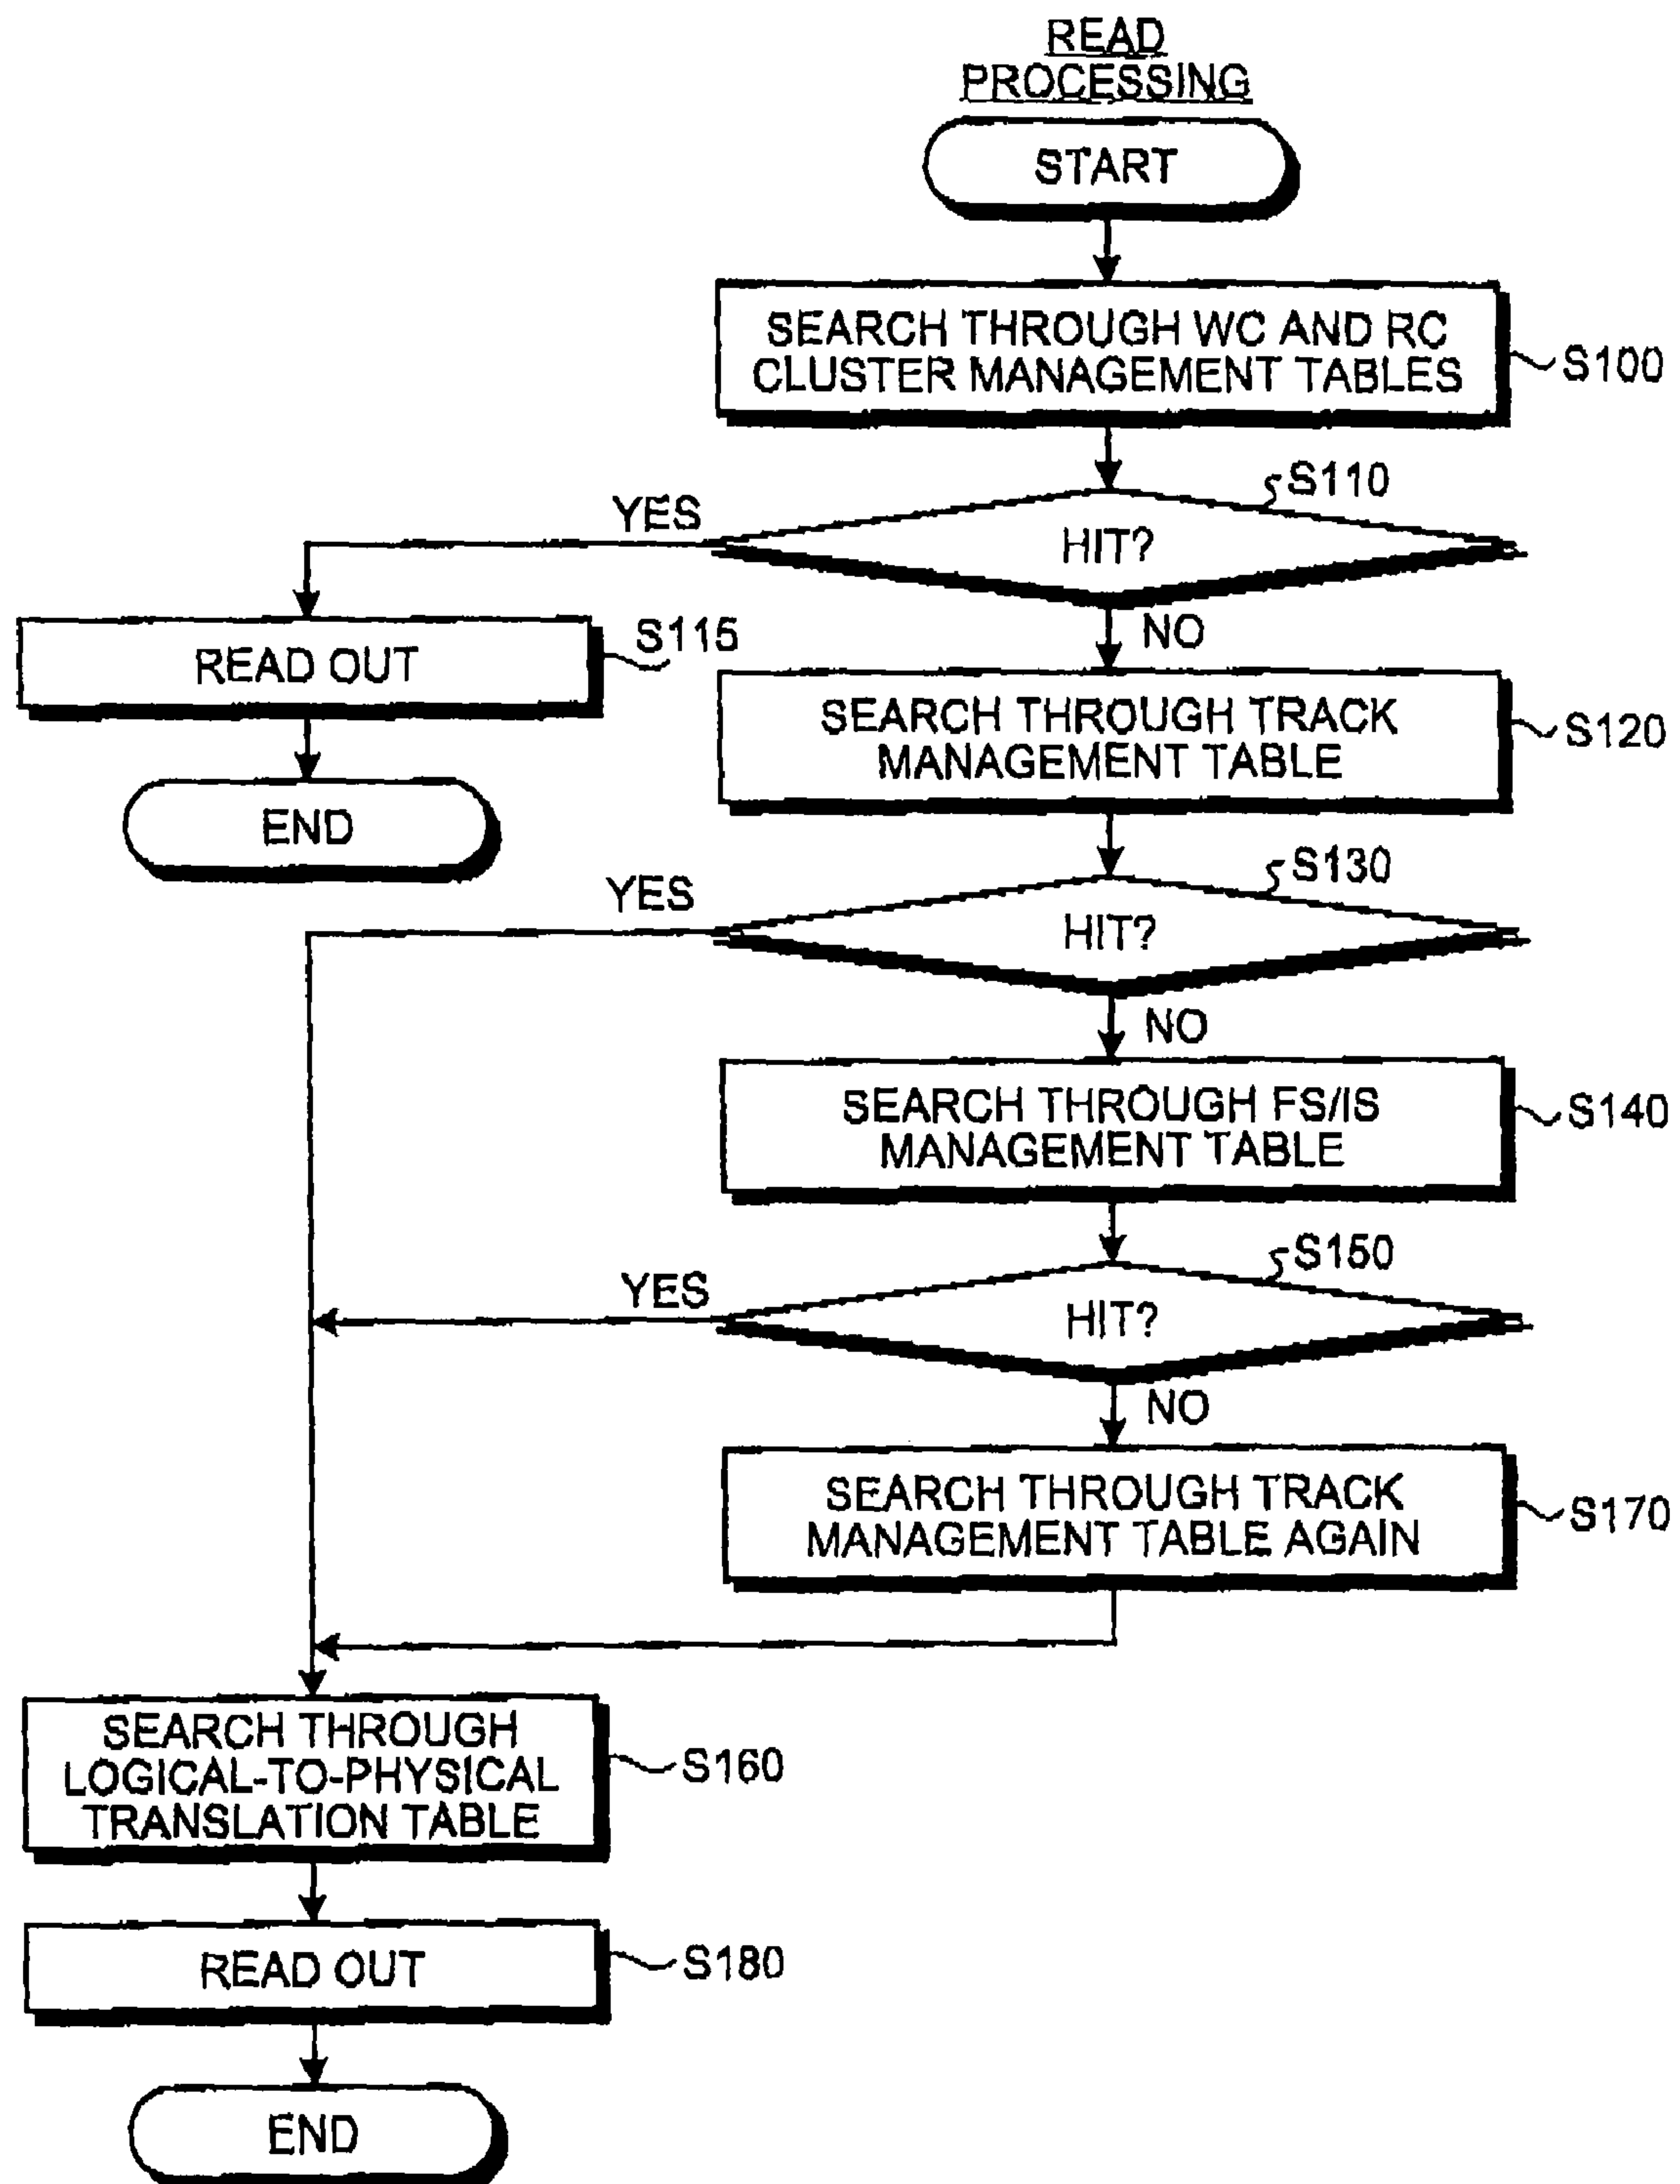 READ
PROCESSING
START
SEARCH THROUGH WC AND RC
CLUSTER MANAGEMENT TABLES
S100
S110
YES
HIT?
NO
READ OUT
S115
END
SEARCH THROUGH TRACK
MANAGEMENT TABLE
S120
S130
YES
HIT?
NO
SEARCH THROUGH FS/IS
MANAGEMENT TABLE
S140
S150
YES
HIT?
NO
SEARCH THROUGH TRACK
MANAGEMENT TABLE AGAIN
S170
SEARCH THROUGH
LOGICAL-TO-PHYSICAL
TRANSLATION TABLE
S160
READ OUT
S180
END